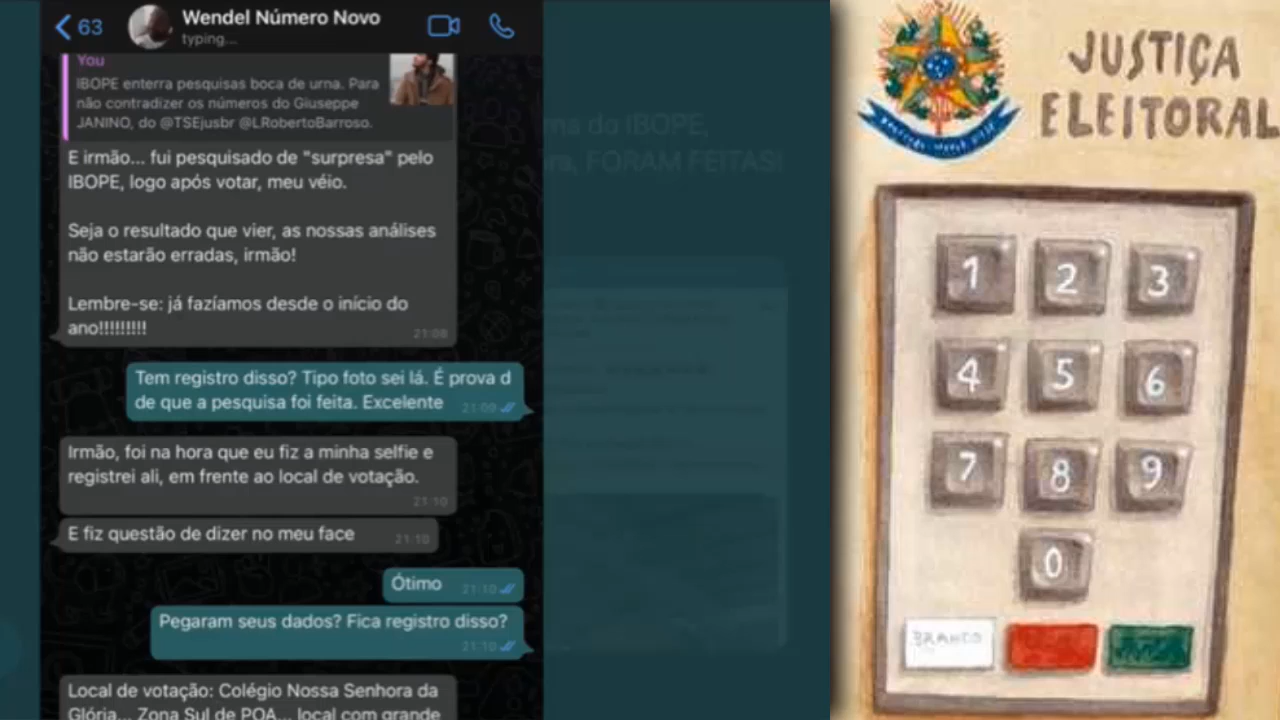 63
Wendel Número Novo
typing...
You
IBOPE enterra pesquisas boca de urna. Para
não contradizer os números do Giuseppe
JANINO, do @TSEjusbr @LRobertoBarroso.
E irmão... fui pesquisado de "surpresa" pelo
IBOPE, logo após votar, meu véio.
Seja o resultado que vier, as nossas análises
não estarão erradas, irmão!
Lembre-se: já fazíamos desde o início do
ano!!!!!!!!!
21:08
Tem registro disso? Tipo foto sei lá. É prova d
de que a pesquisa foi feita. Excelente
21:09
Irmão, foi na hora que eu fiz a minha selfie e
registrei ali, em frente ao local de votação.
21:10
E fiz questão de dizer no meu face
21:10
Ótimo
21:10
Pegaram seus dados? Fica registro disso?
21:10
Local de votação: Colégio Nossa Senhora da
Glória... Zona Sul de POA... local com grande
do IBOPE,
FORAM FEITAS!
JUSTIÇA
ELEITORAL
1 2 3
4 5 6
7 8 9
0
BRANCO